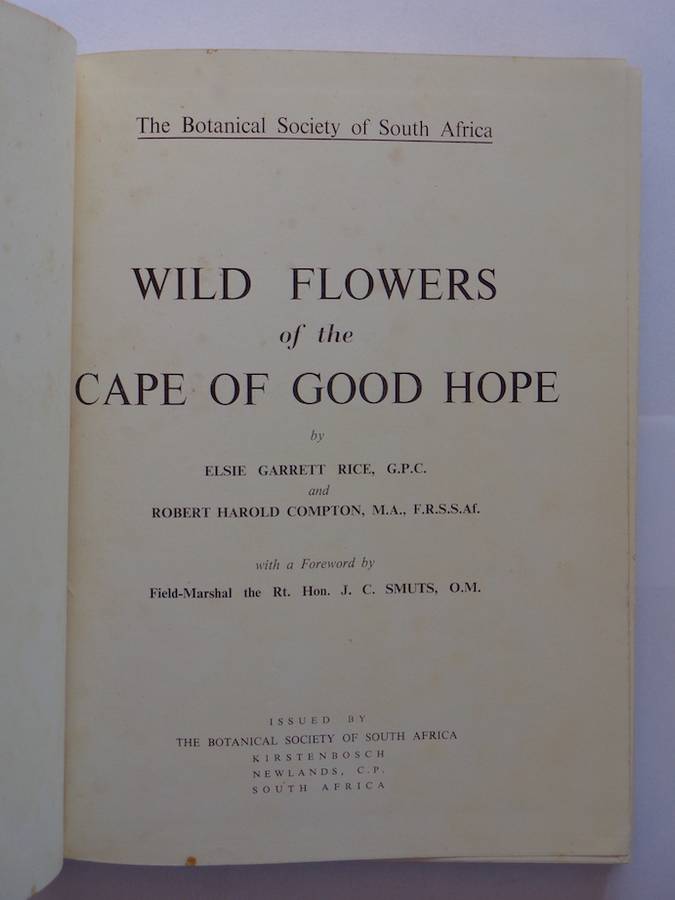 The Botanical Society of South Africa
WILD FLOWERS
of the
CAPE OF GOOD HOPE
by
ELSIE GARRETT RICE, G.P.C.
and
ROBERT HAROLD COMPTON, M.A., F.R.S.S.Af.
with a Foreword by
Field-Marshal the Rt. Hon. J. C. SMUTS, O.M.
ISSUED BY
THE BOTANICAL SOCIETY OF SOUTH AFRICA
KIRSTENBOSCH
NEWLANDS, C.P.
SOUTH AFRICA